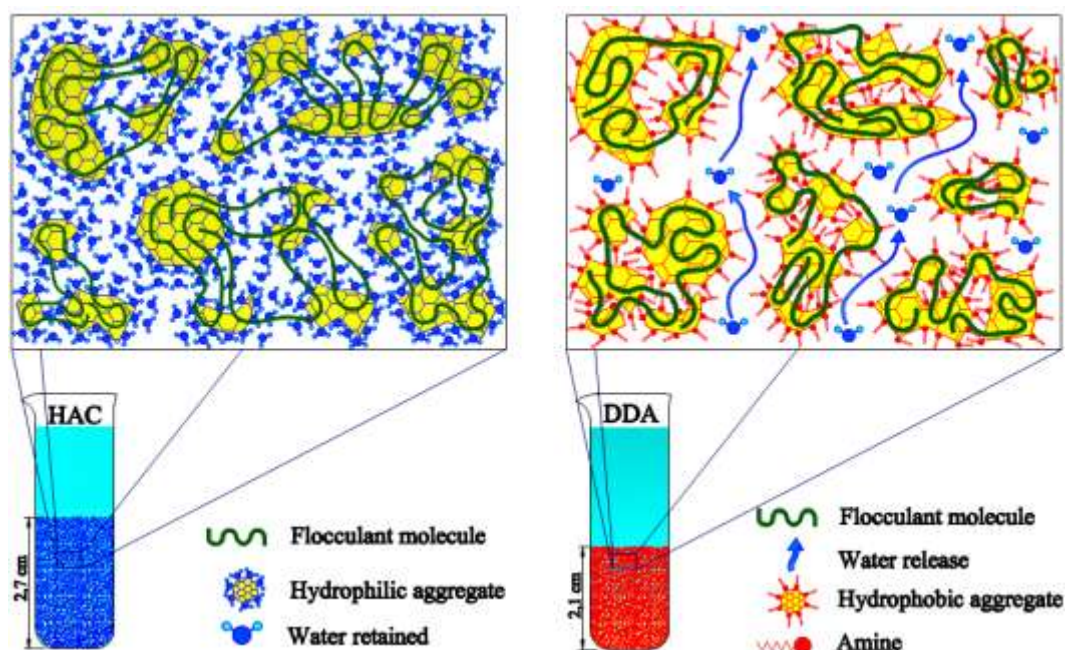 HAC
2,7 cm
Flocculant molecule
Hydrophilic aggregate
Water retained
DDA
2,1 cm
Flocculant molecule
Water release
Hydrophobic aggregate
Amine